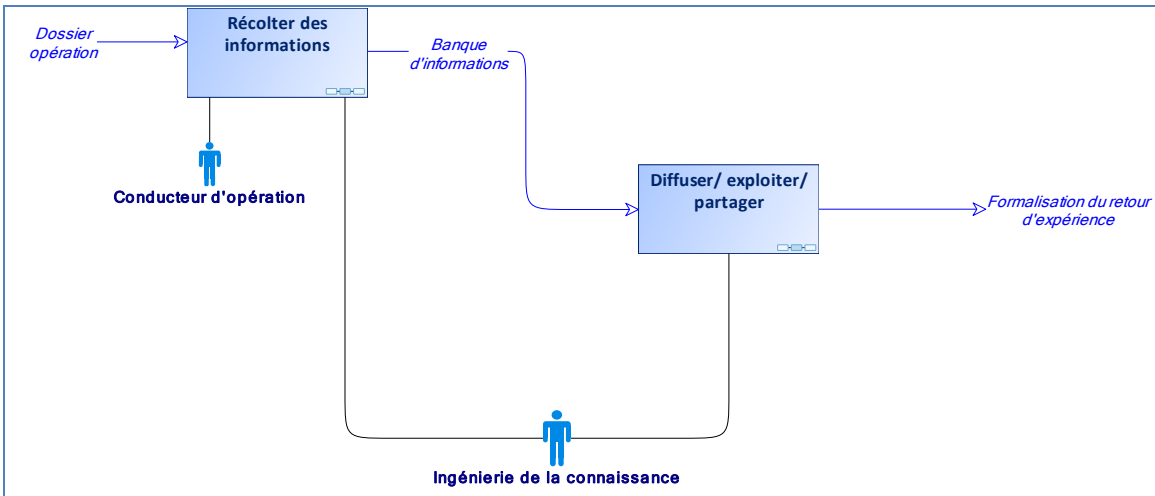 Dossier
opération
Récolter des
informations
Banque
d'informations
Conducteur d'opération
Diffuser/ exploiter/
partager
Formalisation du retour
d'expérience
Ingénierie de la connaissance